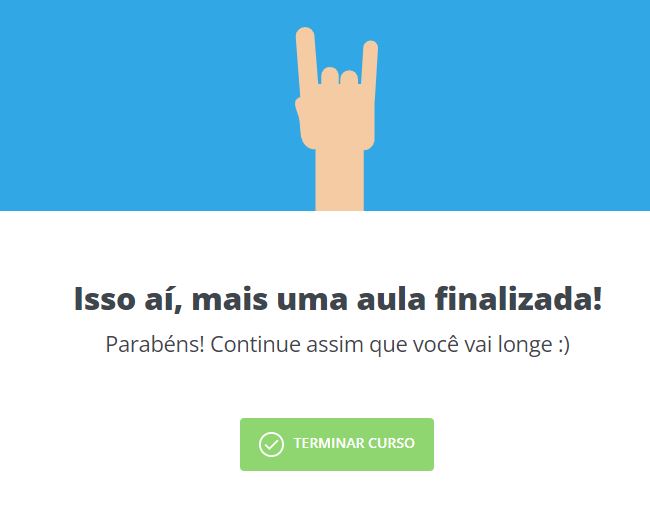 Isso aí, mais uma aula finalizada!
Parabéns! Continue assim que você vai longe :)
TERMINAR CURSO